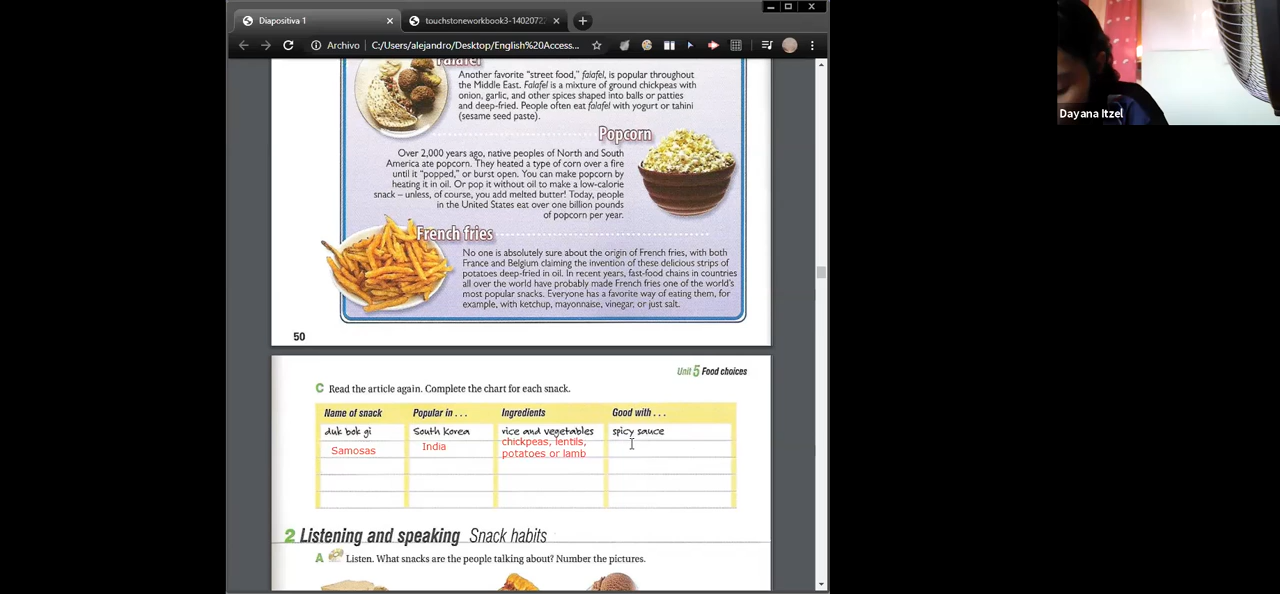 Diapositiva 1
touchstoneworkbook3-1402072
Archivo
C:/Users/alejandro/Desktop/English%20Access...
Dayana Itzel
Falafel
Another favorite “street food,” falafel, is popular throughout
the Middle East. Falafel is a mixture of ground chickpeas with
onion, garlic, and other spices shaped into balls or patties
and deep-fried. People often eat falafel with yogurt or tahini
(sesame seed paste).
Popcorn
Over 2,000 years ago, native peoples of North and South
America ate popcorn. They heated a type of corn over a fire
until it “popped,” or burst open. You can make popcorn by
heating it in oil. Or pop it without oil to make a low-calorie
snack – unless, of course, you add melted butter! Today, people
in the United States eat over one billion pounds
of popcorn per year.
French fries
No one is absolutely sure about the origin of French fries, with both
France and Belgium claiming the invention of these delicious strips of
potatoes deep-fried in oil. In recent years, fast-food chains in countries
all over the world have probably made French fries one of the world's
most popular snacks. Everyone has a favorite way of eating them, for
example, with ketchup, mayonnaise, vinegar, or just salt.
50
Unit 5 Food choices
C Read the article again. Complete the chart for each snack.
Name of snack Popular in . . . Ingredients Good with . . .
duk bok gi South Korea rice and vegetables spicy sauce
Samosas India chickpeas, lentils,
potatoes or lamb
2 Listening and speaking Snack habits
A Listen. What snacks are the people talking about? Number the pictures.